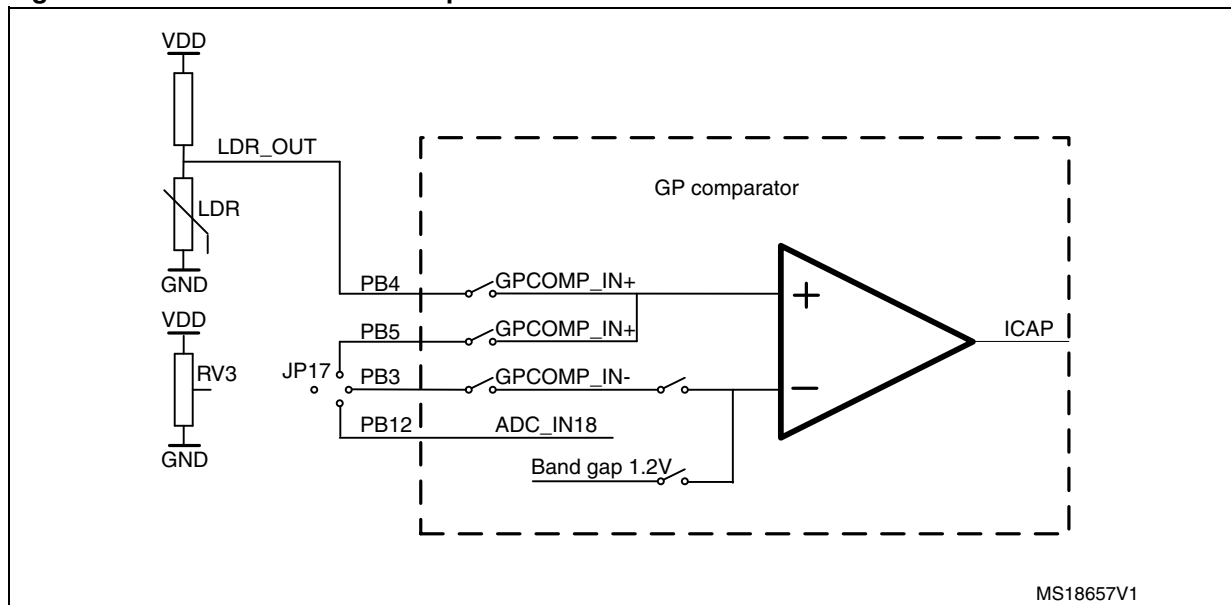 VDD
LDR_OUT
GP comparator
LDR
GND
PB4
GPCOMP_IN+
VDD
PB5
GPCOMP_IN+
ICAP
RV3
JP17
PB3
GPCOMP_IN-
PB12
ADC_IN18
GND
Band gap 1.2V
MS18657V1